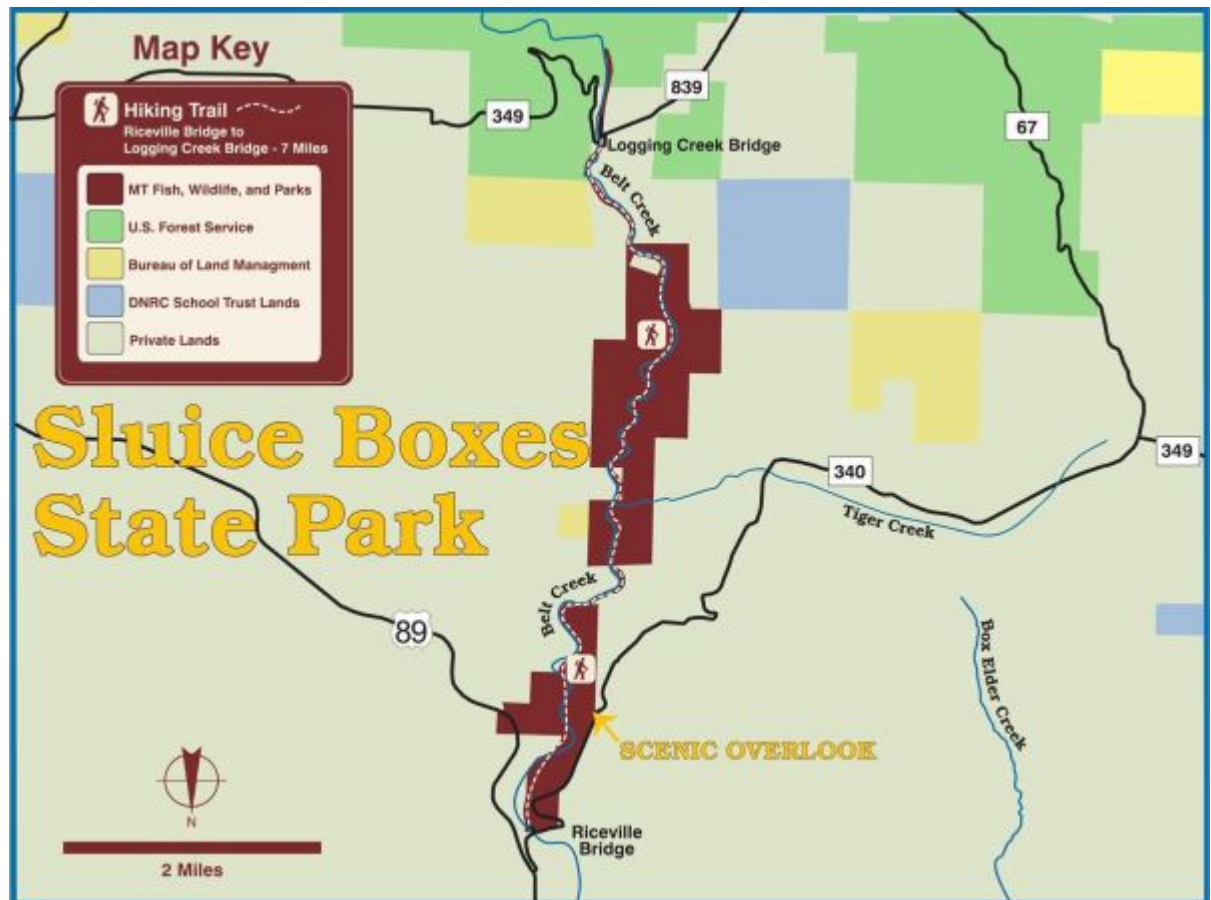 Map Key
Hiking Trail
Riceville Bridge to
Logging Creek Bridge - 7 Miles
MT Fish, Wildlife, and Parks
U.S. Forest Service
Bureau of Land Managment
DNRC School Trust Lands
Private Lands
349
839
67
Logging Creek Bridge
Belt Creek
Sluice Boxes
State Park
349
340
Tiger Creek
Belt Creek
89
Box Elder Creek
SCENIC OVERLOOK
N
2 Miles
Riceville
Bridge